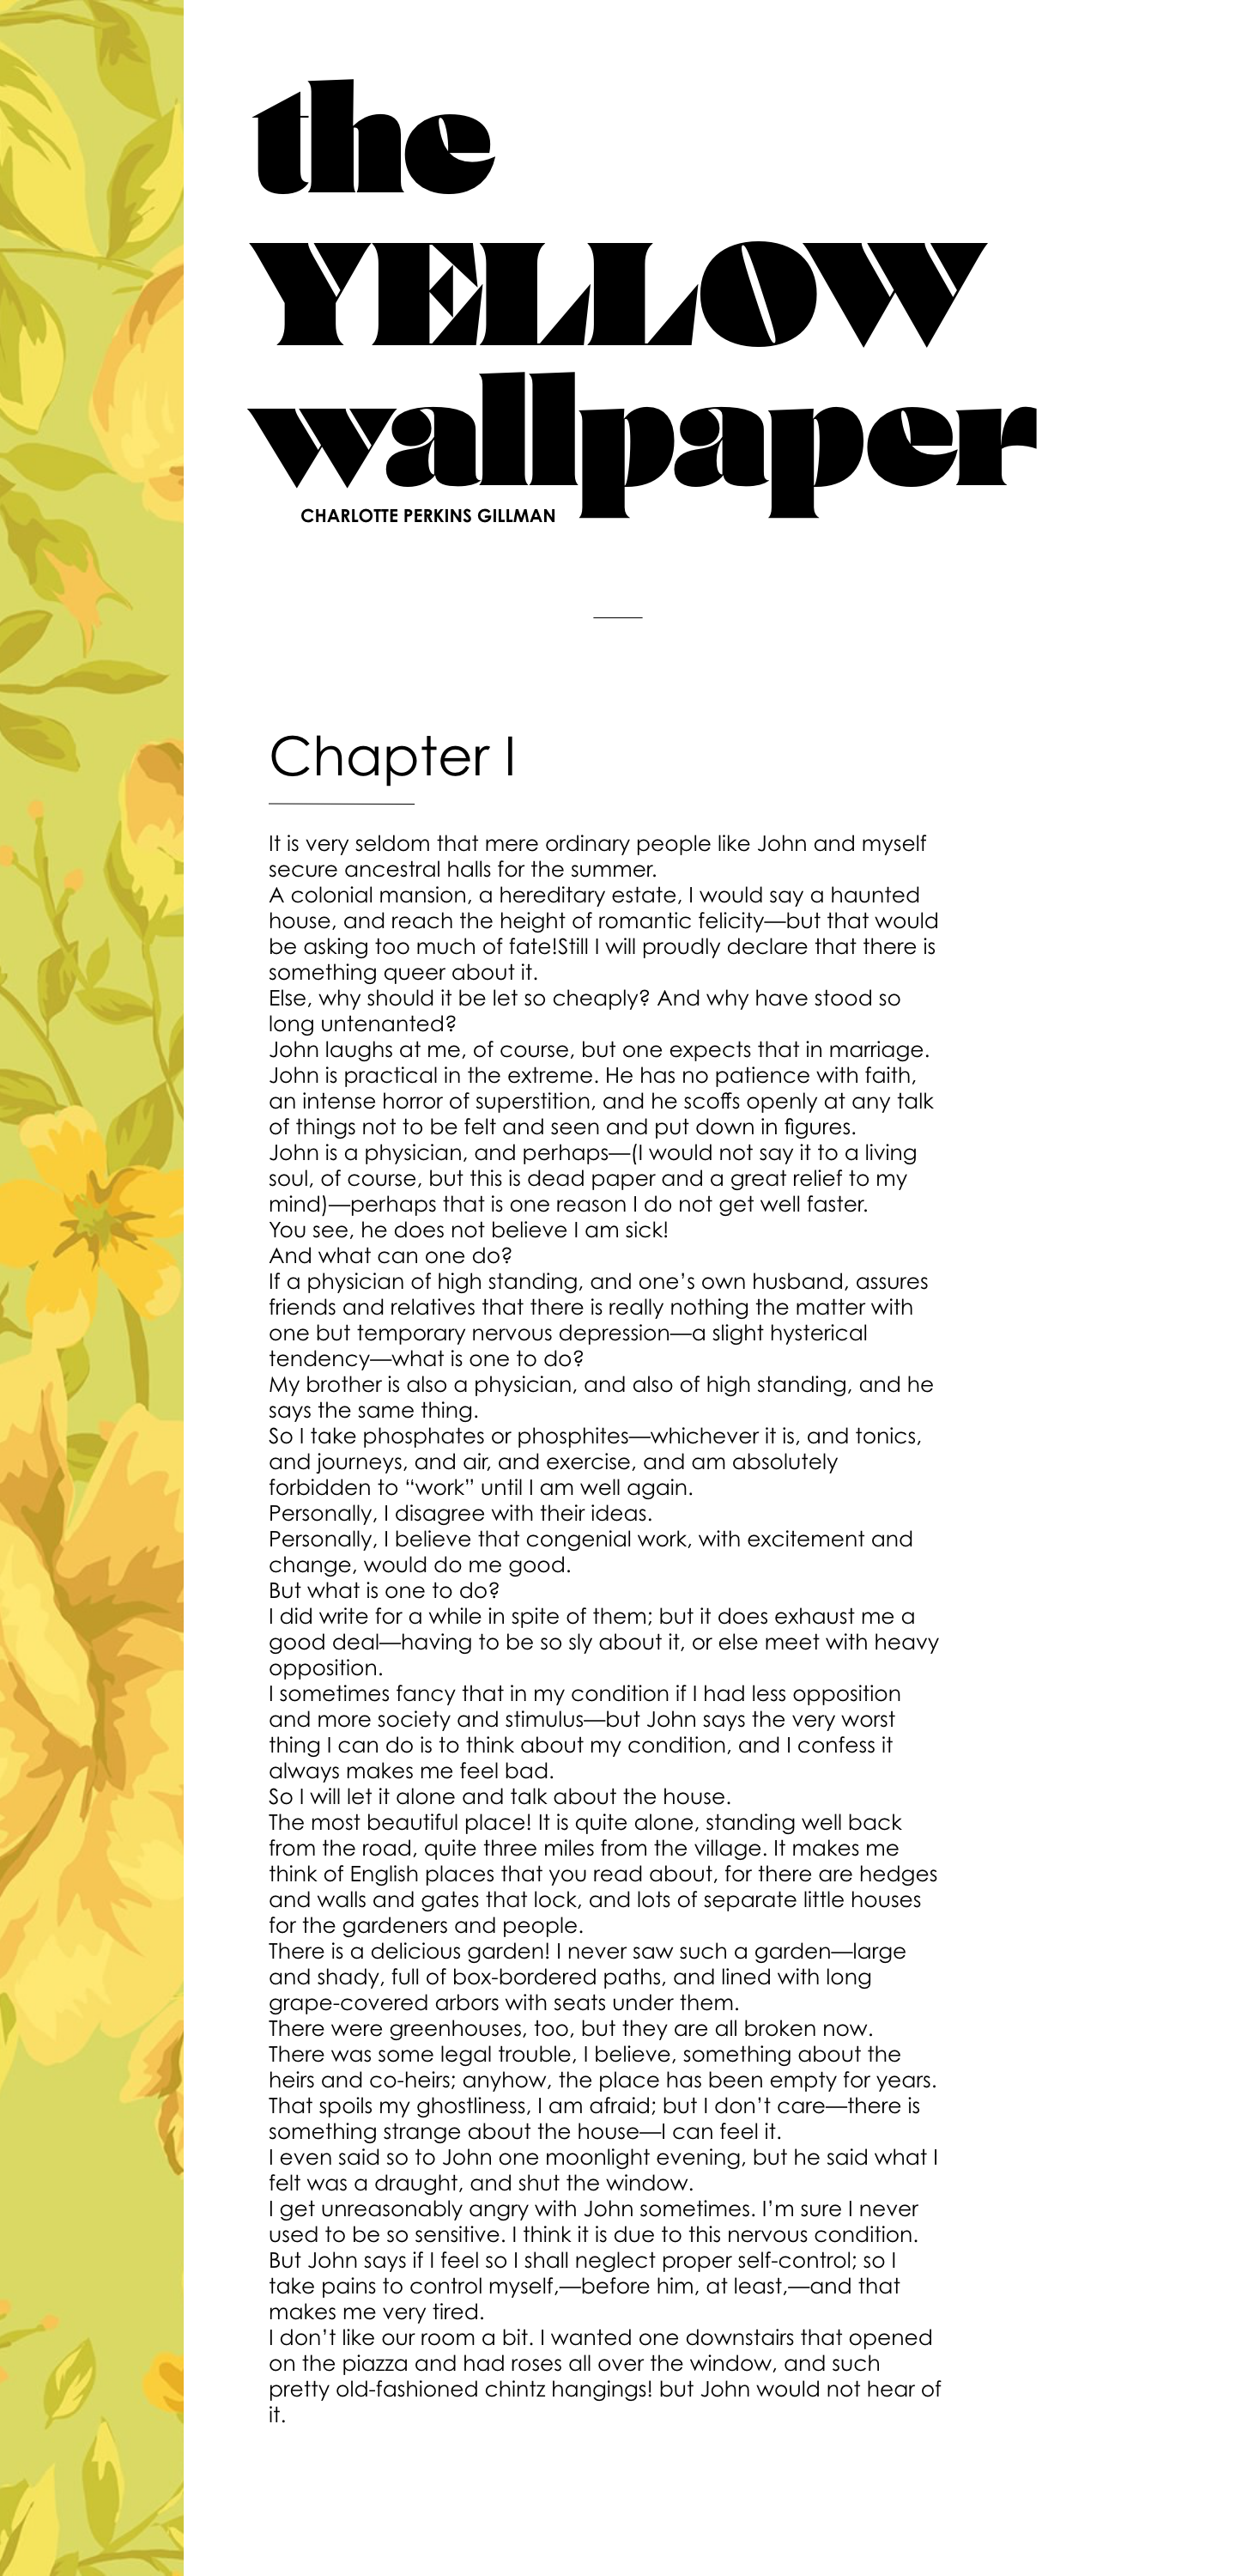 the
YELLOW
wallpaper
CHARLOTTE PERKINS GILLMAN
Chapter I
It is very seldom that mere ordinary people like John and myself
secure ancestral halls for the summer.
A colonial mansion, a hereditary estate, I would say a haunted
house, and reach the height of romantic felicity—but that would
be asking too much of fate!Still I will proudly declare that there is
something queer about it.
Else, why should it be let so cheaply? And why have stood so
long untenanted?
John laughs at me, of course, but one expects that in marriage.
John is practical in the extreme. He has no patience with faith,
an intense horror of superstition, and he scoffs openly at any talk
of things not to be felt and seen and put down in figures.
John is a physician, and perhaps—(I would not say it to a living
soul, of course, but this is dead paper and a great relief to my
mind)—perhaps that is one reason I do not get well faster.
You see, he does not believe I am sick!
And what can one do?
If a physician of high standing, and one’s own husband, assures
friends and relatives that there is really nothing the matter with
one but temporary nervous depression—a slight hysterical
tendency—what is one to do?
My brother is also a physician, and also of high standing, and he
says the same thing.
So I take phosphates or phosphites—whichever it is, and tonics,
and journeys, and air, and exercise, and am absolutely
forbidden to “work” until I am well again.
Personally, I disagree with their ideas.
Personally, I believe that congenial work, with excitement and
change, would do me good.
But what is one to do?
I did write for a while in spite of them; but it does exhaust me a
good deal—having to be so sly about it, or else meet with heavy
opposition.
I sometimes fancy that in my condition if I had less opposition
and more society and stimulus—but John says the very worst
thing I can do is to think about my condition, and I confess it
always makes me feel bad.
So I will let it alone and talk about the house.
The most beautiful place! It is quite alone, standing well back
from the road, quite three miles from the village. It makes me
think of English places that you read about, for there are hedges
and walls and gates that lock, and lots of separate little houses
for the gardeners and people.
There is a delicious garden! I never saw such a garden—large
and shady, full of box-bordered paths, and lined with long
grape-covered arbors with seats under them.
There were greenhouses, too, but they are all broken now.
There was some legal trouble, I believe, something about the
heirs and co-heirs; anyhow, the place has been empty for years.
That spoils my ghostliness, I am afraid; but I don’t care—there is
something strange about the house—I can feel it.
I even said so to John one moonlight evening, but he said what I
felt was a draught, and shut the window.
I get unreasonably angry with John sometimes. I’m sure I never
used to be so sensitive. I think it is due to this nervous condition.
But John says if I feel so I shall neglect proper self-control; so I
take pains to control myself,—before him, at least,—and that
makes me very tired.
I don’t like our room a bit. I wanted one downstairs that opened
on the piazza and had roses all over the window, and such
pretty old-fashioned chintz hangings! but John would not hear of
it.